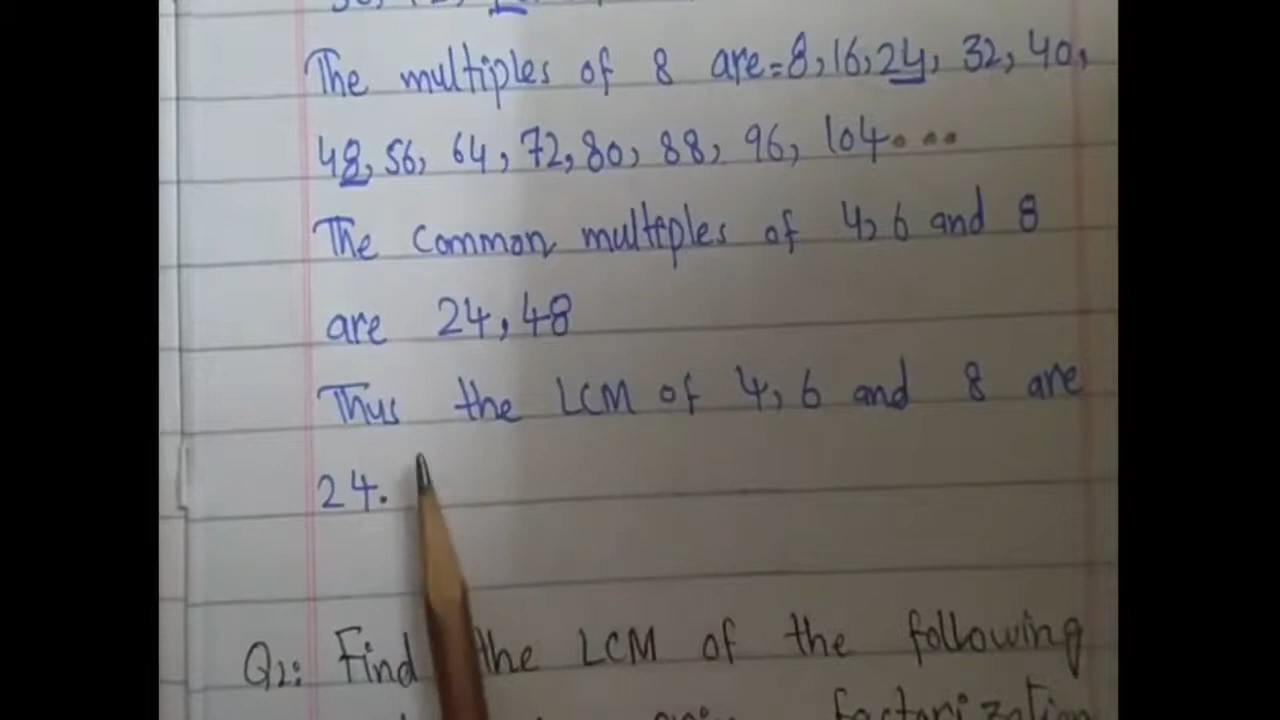 The multiples of 8 are=8,16,24, 32, 40,
48,56, 64,72,80, 88, 96, 104...
The common multiples of 4,6 and 8
are 24,48
Thus the LCM of 4,6 and 8 are
24.
Q2: Find the LCM of the following
factorization